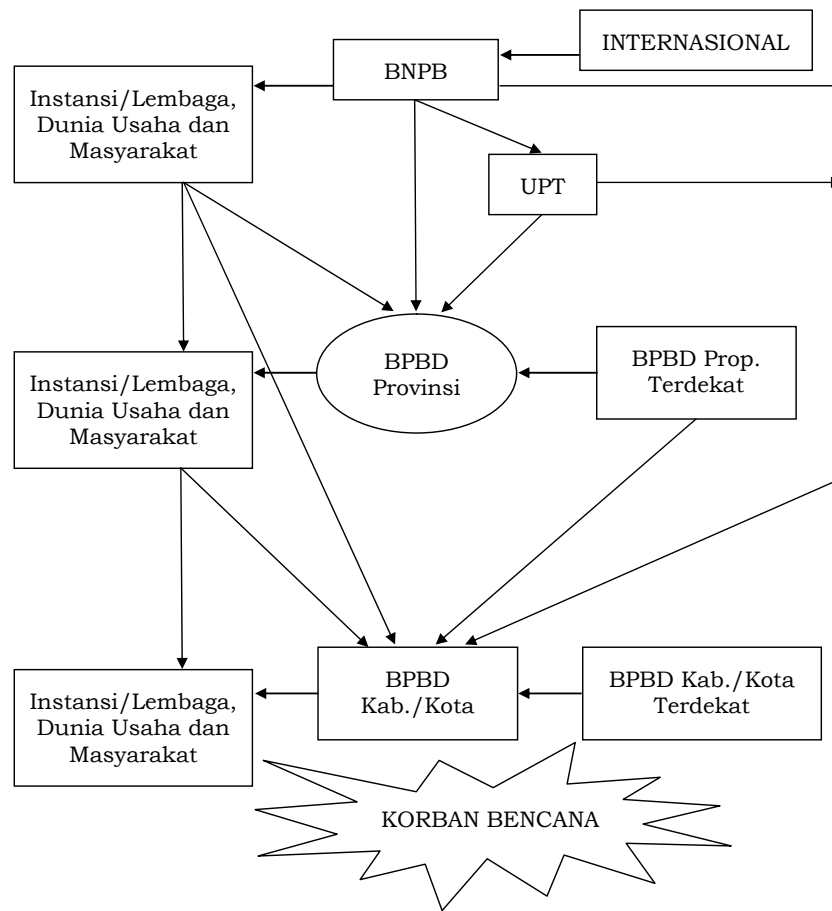 INTERNASIONAL
BNPB
Instansi/Lembaga,
Dunia Usaha dan
Masyarakat
UPT
BPBD
Provinsi
BPBD Prop.
Terdekat
Instansi/Lembaga,
Dunia Usaha dan
Masyarakat
BPBD
Kab./Kota
BPBD Kab./Kota
Terdekat
Instansi/Lembaga,
Dunia Usaha dan
Masyarakat
KORBAN BENCANA